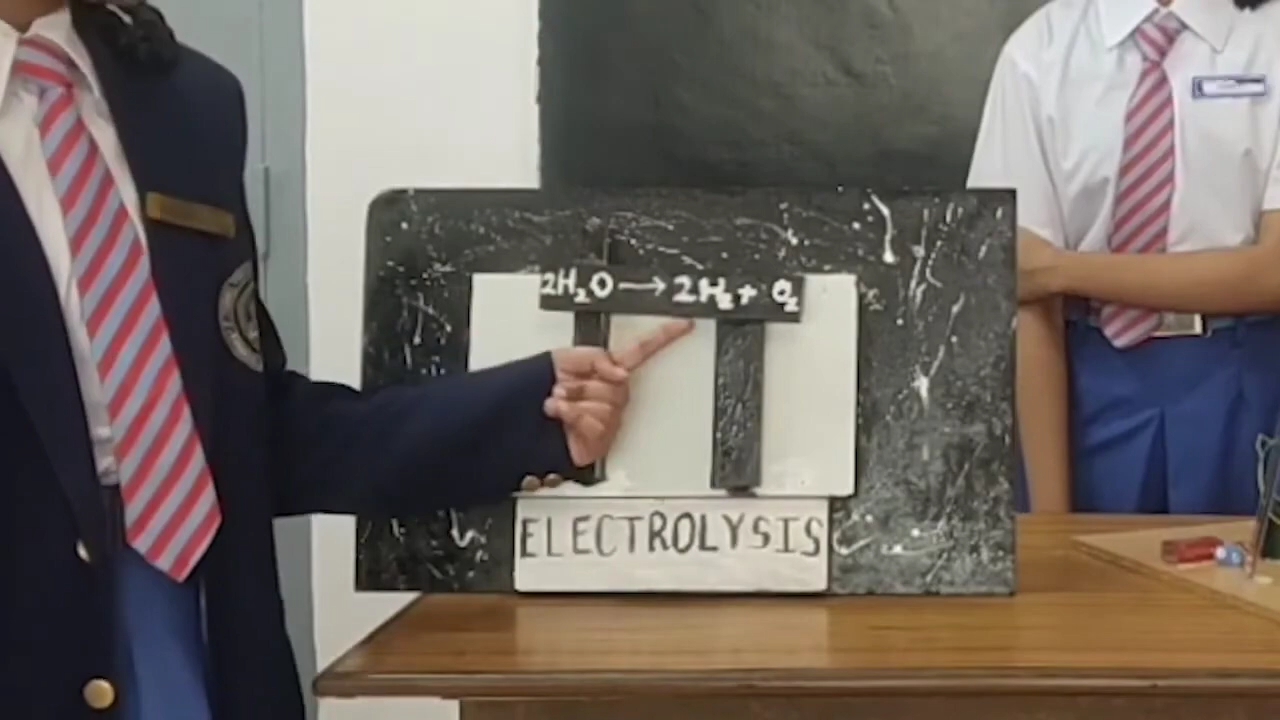 2H₂O → 2H₂ + O₂
ELECTROLYSIS